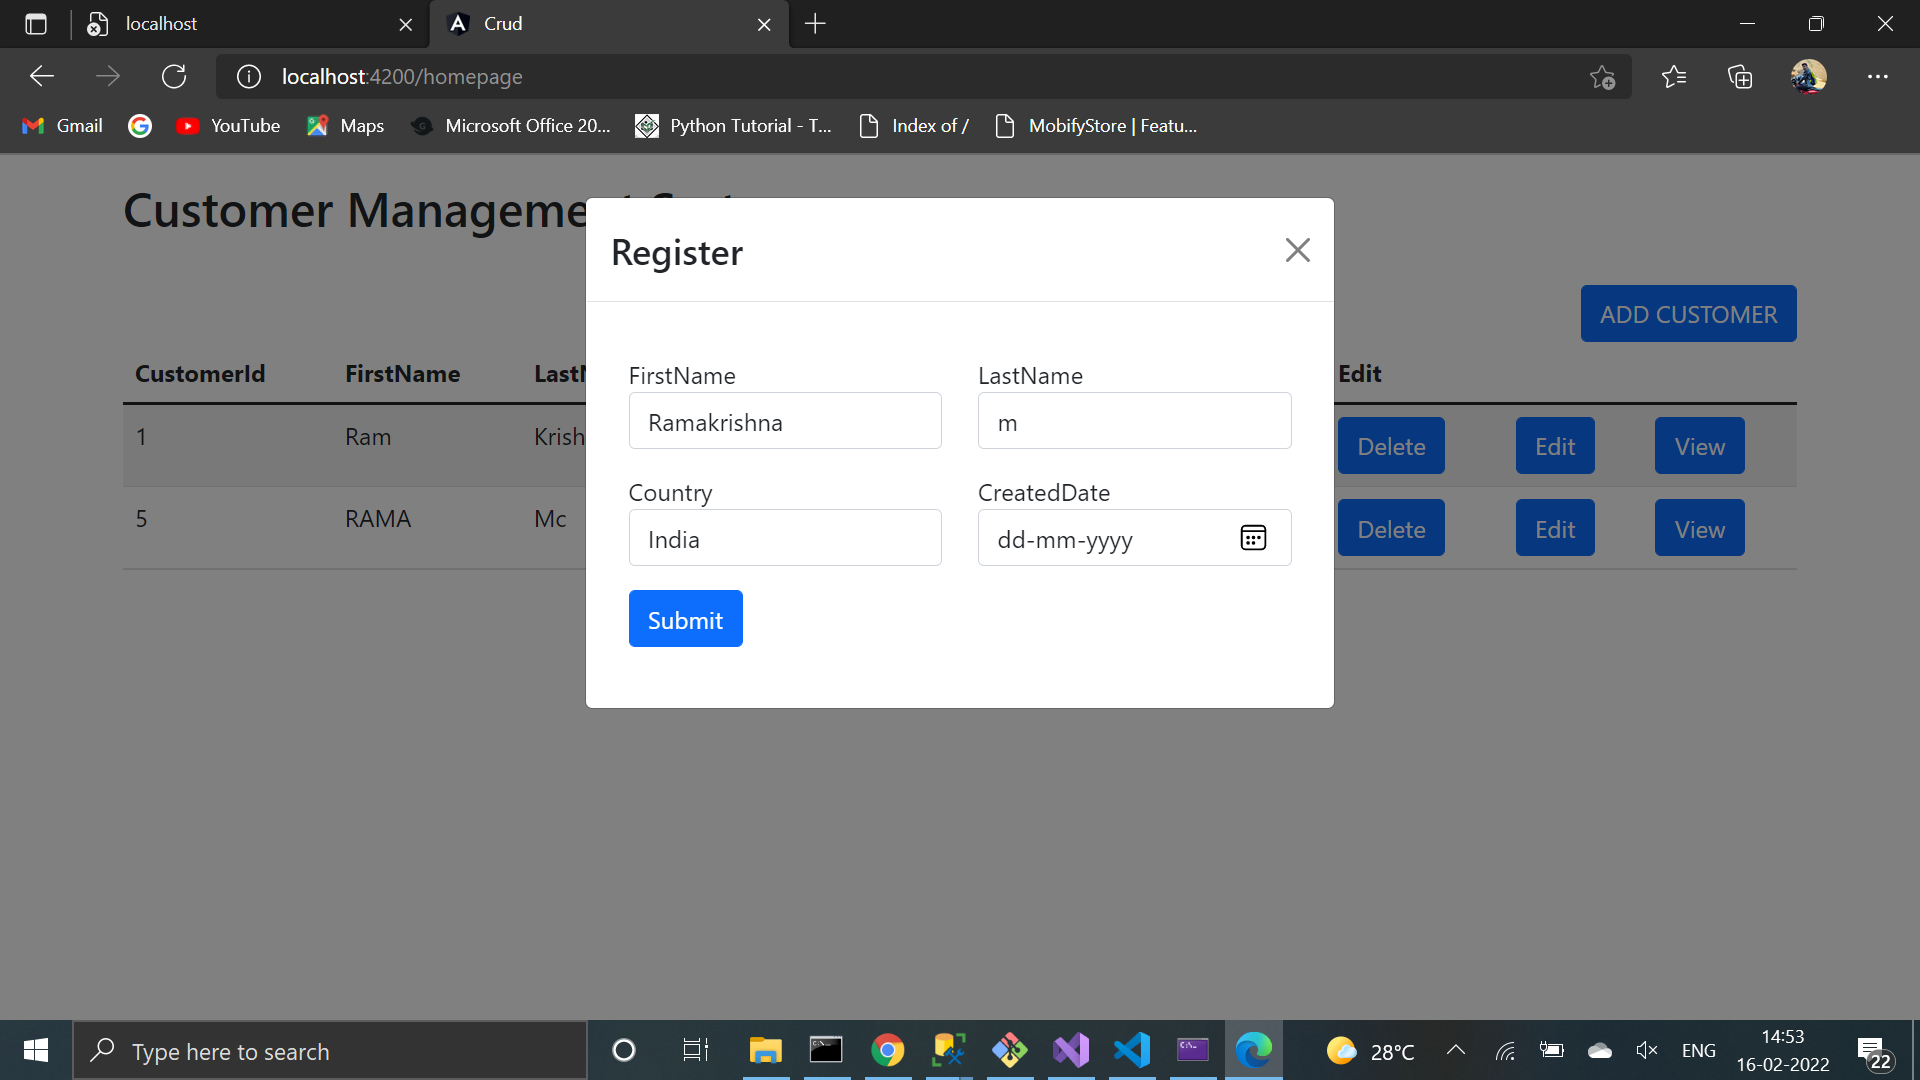 localhost
Crud
localhost:4200/homepage
Gmail
YouTube
Maps
Microsoft Office 20...
Python Tutorial - T...
Index of /
MobifyStore | Featu...
Customer Manageme
Register
ADD CUSTOMER
CustomerId FirstName Last Edit
FirstName LastName
Ramakrishna m
1 Ram Krish Delete Edit View
Country CreatedDate
5 RAMA Mc Delete Edit View
India dd-mm-yyyy
Submit
Type here to search
28°C
ENG
14:53
16-02-2022
22